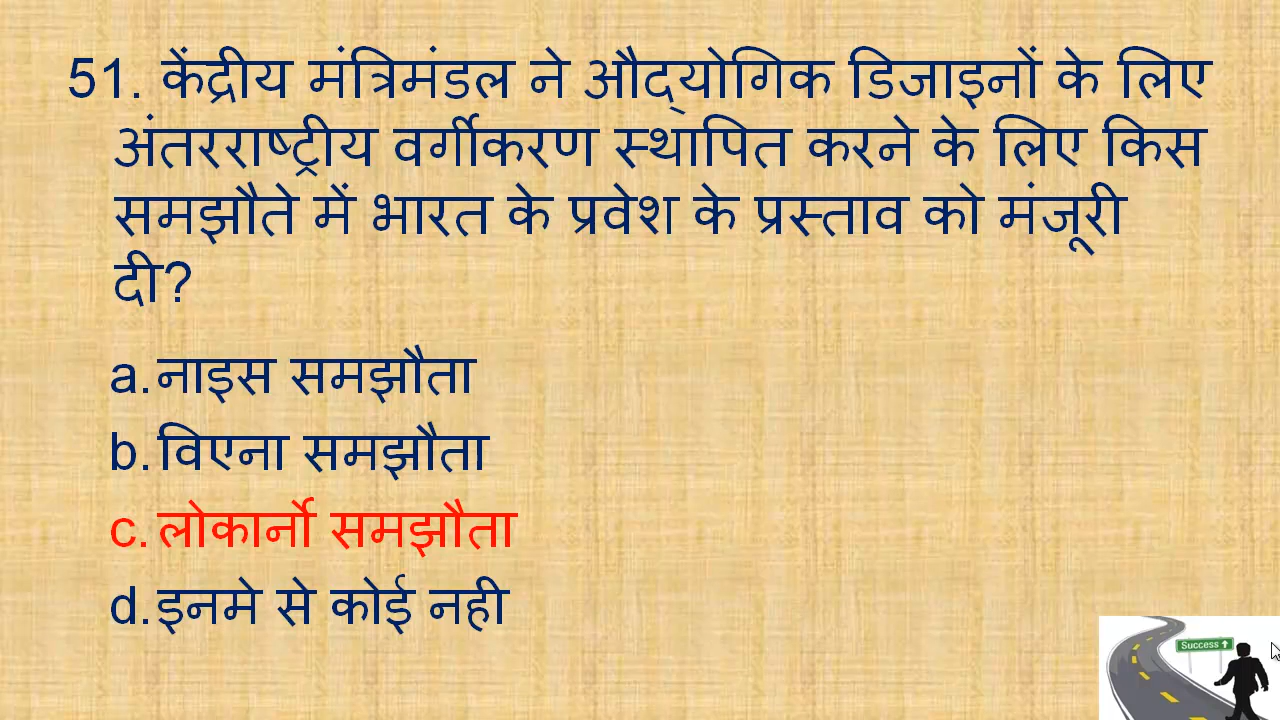 51. केंद्रीय मंत्रिमंडल ने औद्योगिक डिजाइनों के लिए
अंतरराष्ट्रीय वर्गीकरण स्थापित करने के लिए किस
समझौते में भारत के प्रवेश के प्रस्ताव को मंजूरी
दी?
a. नाइस समझौता
b. विएना समझौता
c. लोकार्नो समझौता
d. इनमे से कोई नही
Success